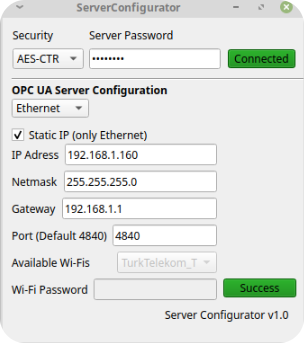 ServerConfigurator
Security Server Password
AES-CTR •••••••• Connected
OPC UA Server Configuration
Ethernet
Static IP (only Ethernet)
IP Adress 192.168.1.160
Netmask 255.255.255.0
Gateway 192.168.1.1
Port (Default 4840) 4840
Available Wi-Fis TurkTelekom_T
Wi-Fi Password Success
Server Configurator v1.0